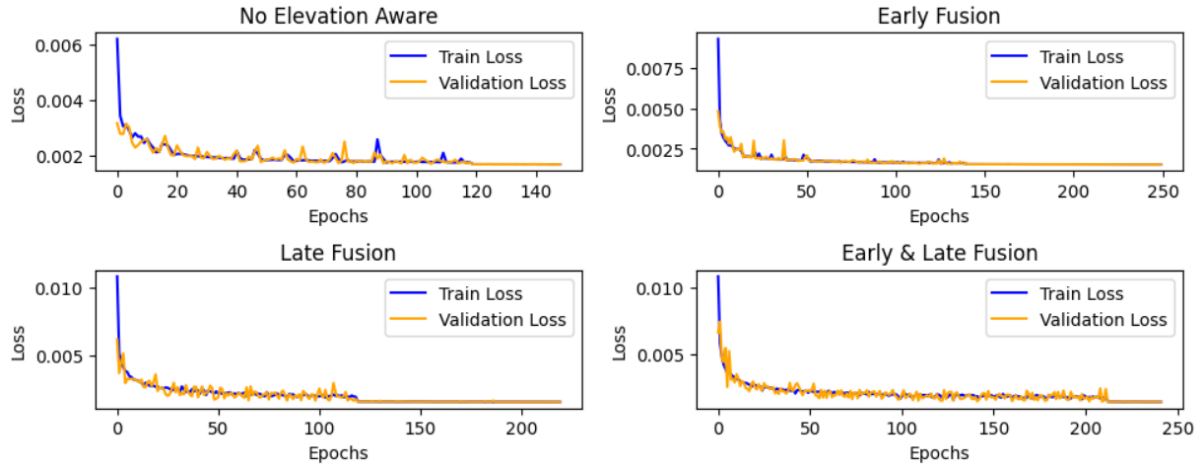 No Elevation Aware
Loss
0.006
0.004
0.002
Train Loss
Validation Loss
0 20 40 60 80 100 120 140
Epochs
Early Fusion
Loss
0.0075
0.0050
0.0025
Train Loss
Validation Loss
0 50 100 150 200 250
Epochs
Late Fusion
Loss
0.010
0.005
Train Loss
Validation Loss
0 50 100 150 200
Epochs
Early & Late Fusion
Loss
0.010
0.005
Train Loss
Validation Loss
0 50 100 150 200 250
Epochs